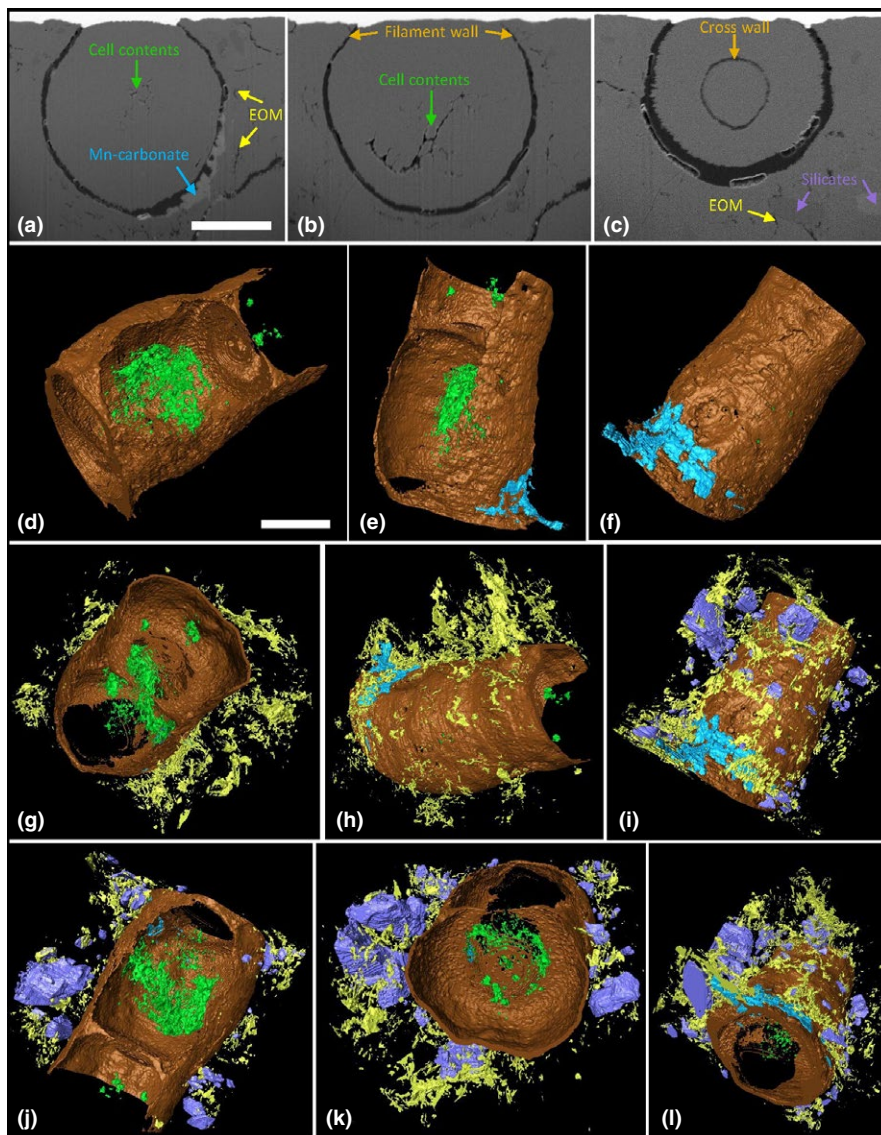 Cell contents
EOM
Mn-carbonate
(a)
Filament wall
Cell contents
(b)
Cross wall
Silicates
EOM
(c)
(d)
(e)
(f)
(g)
(h)
(i)
(j)
(k)
(l)